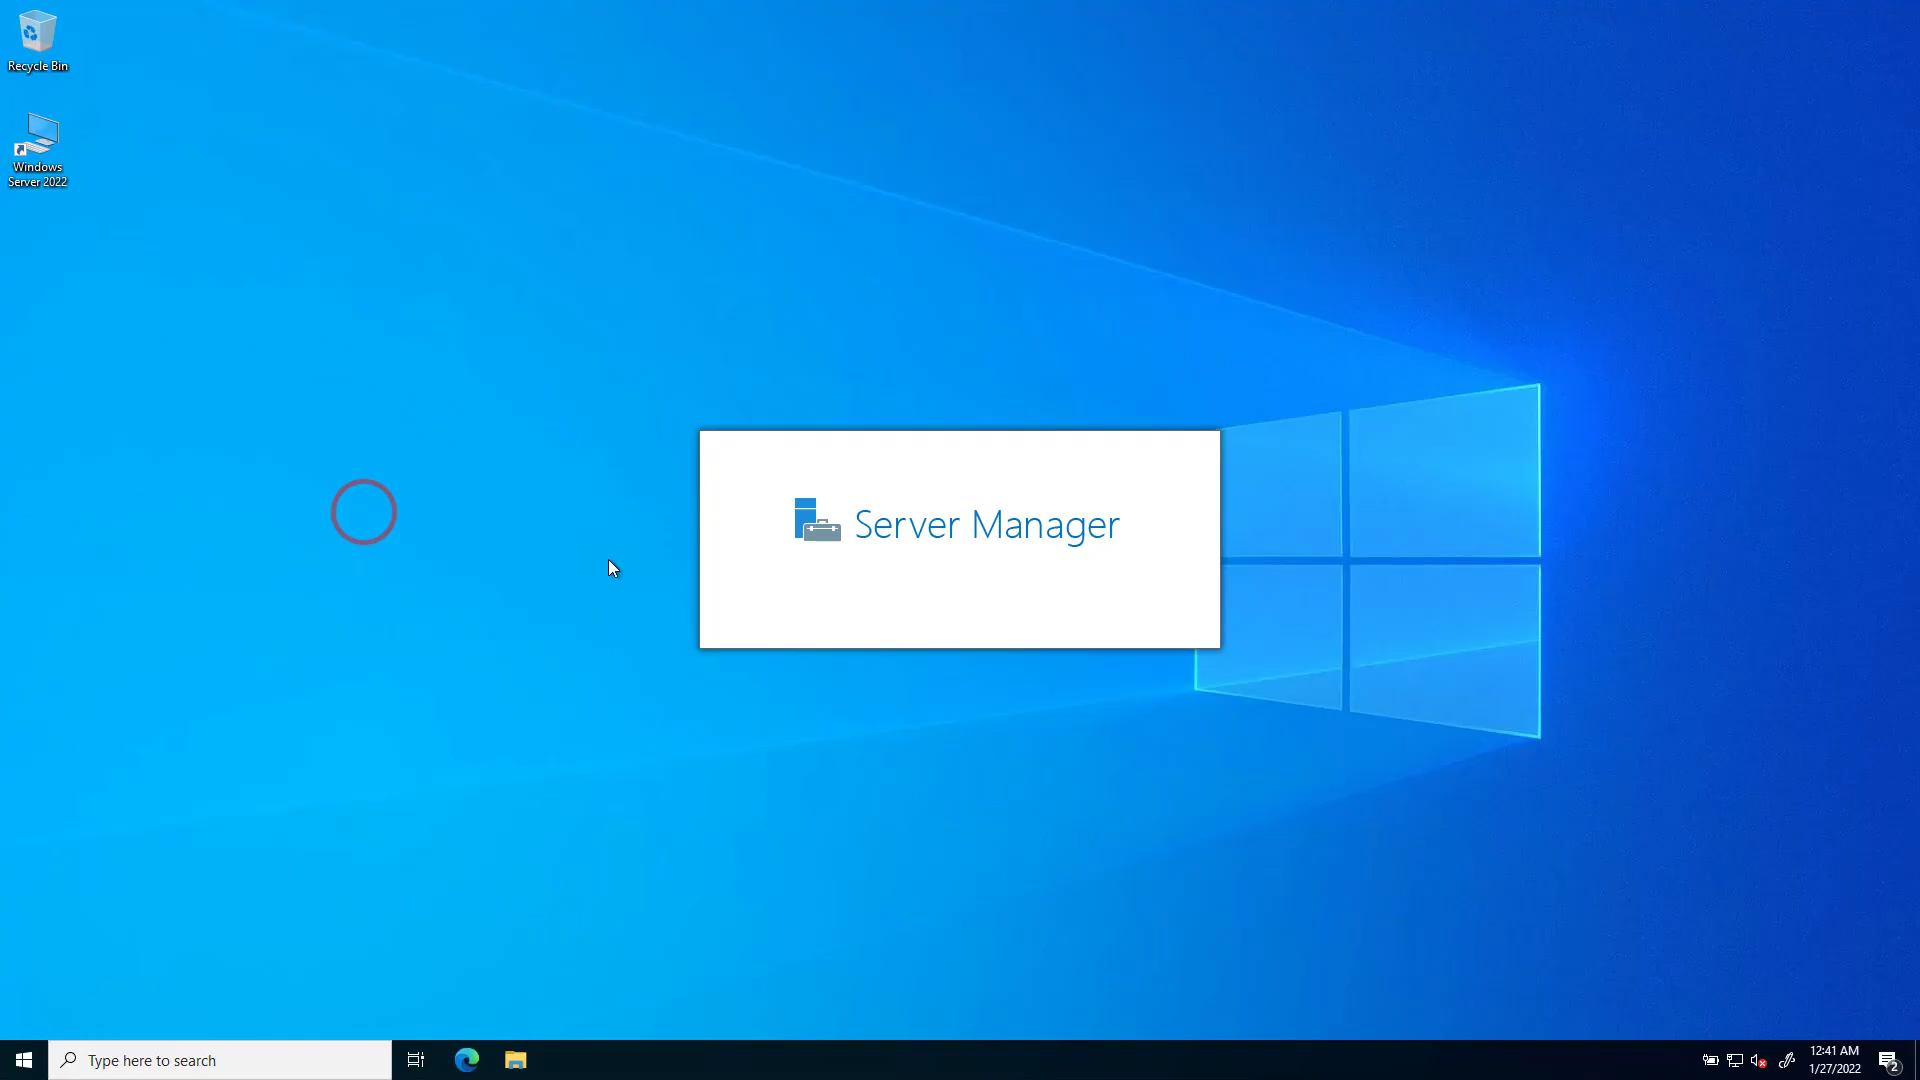 Recycle Bin
Windows
Server 2022
Server Manager
Type here to search
12:41 AM
1/27/2022
2